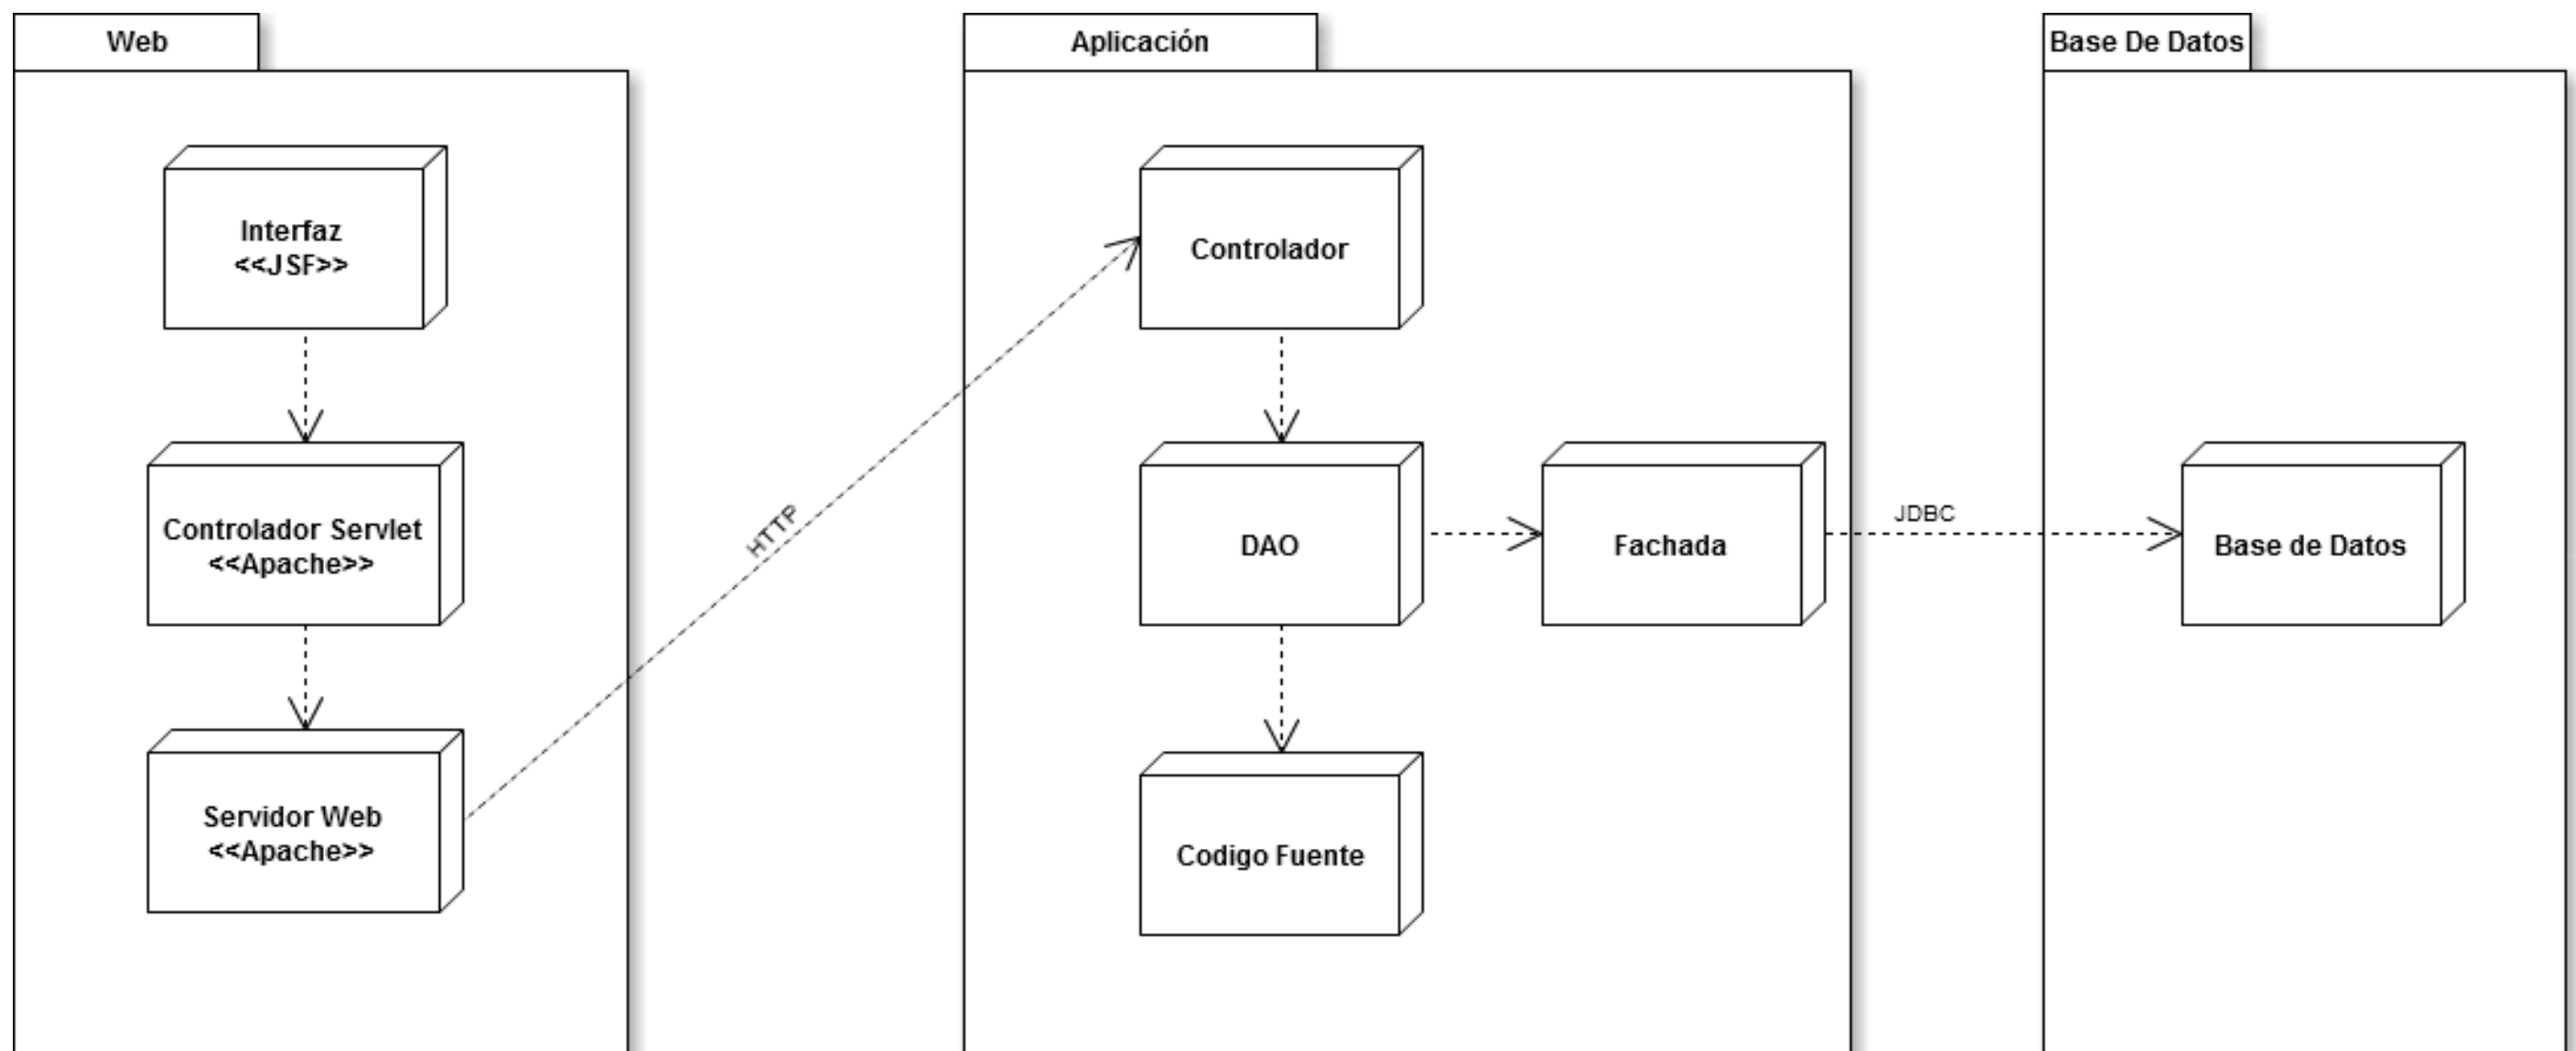 Web
Interfaz
<<JSF>>
Controlador Servlet
<<Apache>>
Servidor Web
<<Apache>>
HTTP
Aplicación
Controlador
DAO
Fachada
Codigo Fuente
JDBC
Base De Datos
Base de Datos